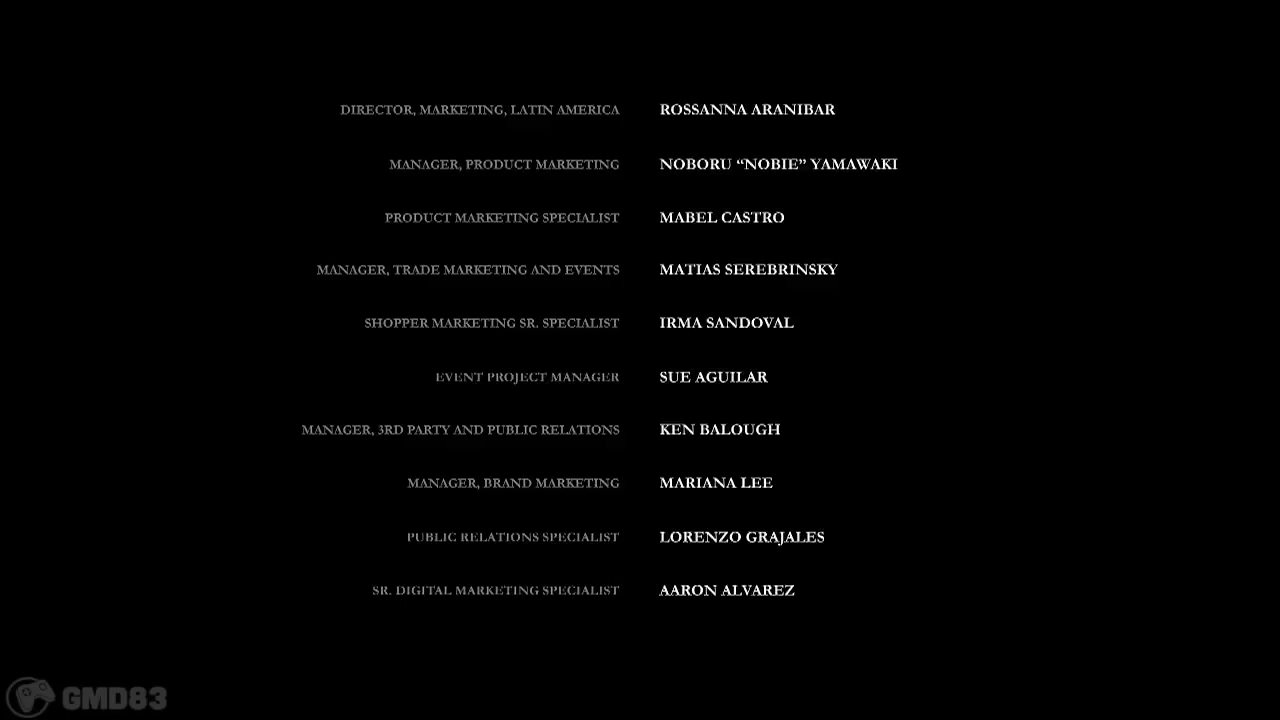 DIRECTOR, MARKETING, LATIN AMERICA ROSSANNA ARANIBAR
MANAGER, PRODUCT MARKETING NOBORU “NOBIE” YAMAWAKI
PRODUCT MARKETING SPECIALIST MABEL CASTRO
MANAGER, TRADE MARKETING AND EVENTS MATIAS SEREBRINSKY
SHOPPER MARKETING SR. SPECIALIST IRMA SANDOVAL
EVENT PROJECT MANAGER SUE AGUILAR
MANAGER, 3RD PARTY AND PUBLIC RELATIONS KEN BALOUGH
MANAGER, BRAND MARKETING MARIANA LEE
PUBLIC RELATIONS SPECIALIST LORENZO GRAJALES
SR. DIGITAL MARKETING SPECIALIST AARON ALVAREZ
GMD83